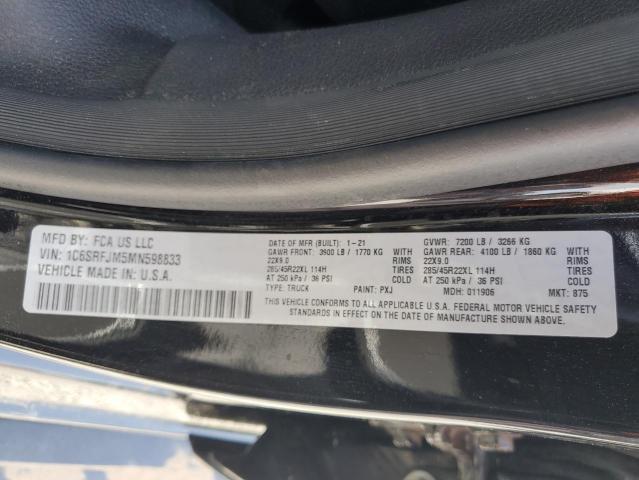 MFD BY: FCA US LLC
VIN: 1C6SRFJM5MN598833
VEHICLE MADE IN U.S.A.
DATE OF MFR (BUILT): 1-21
GAWR FRONT: 3900 LB / 1770 KG
22X9.0 RIMS
285/45R22XL 114H TIRES
AT 250 kPa / 36 PSI COLD
TYPE: TRUCK PAINT: PXJ
GVWR: 7200 LB / 3266 KG WITH
GAWR REAR: 4100 LB / 1860 KG WITH
22X9.0 RIMS
285/45R22XL 114H TIRES
AT 250 kPa / 36 PSI COLD
MDH: 011906 MKT: 875
THIS VEHICLE CONFORMS TO ALL APPLICABLE U.S.A. FEDERAL MOTOR VEHICLE SAFETY
STANDARDS IN EFFECT ON THE DATE OF MANUFACTURE SHOWN ABOVE.